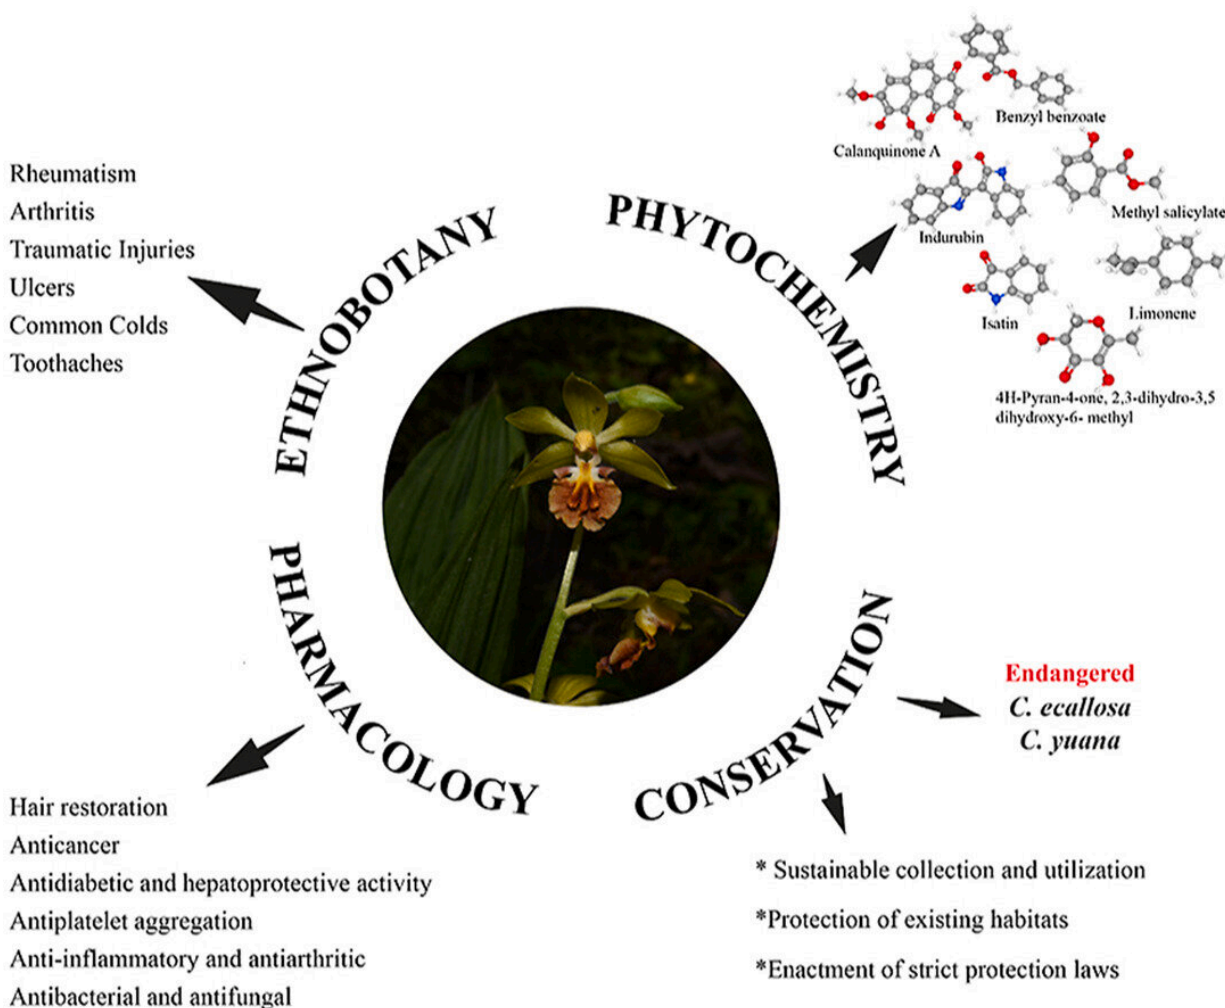 Calanquinone A
Benzyl benzoate
Indurubin
Methyl salicylate
Isatin
Limonene
4H-Pyran-4-one, 2,3-dihydro-3,5
dihydroxy-6- methyl
Rheumatism
Arthritis
Traumatic Injuries
Ulcers
Common Colds
Toothaches
ETHNOBOTANY
PHYTOCHEMISTRY
PHARMACOLOGY
CONSERVATION
Endangered
C. ecallosa
C. yuana
Hair restoration
Anticancer
Antidiabetic and hepatoprotective activity
Antiplatelet aggregation
Anti-inflammatory and antiarthritic
Antibacterial and antifungal
* Sustainable collection and utilization
*Protection of existing habitats
*Enactment of strict protection laws